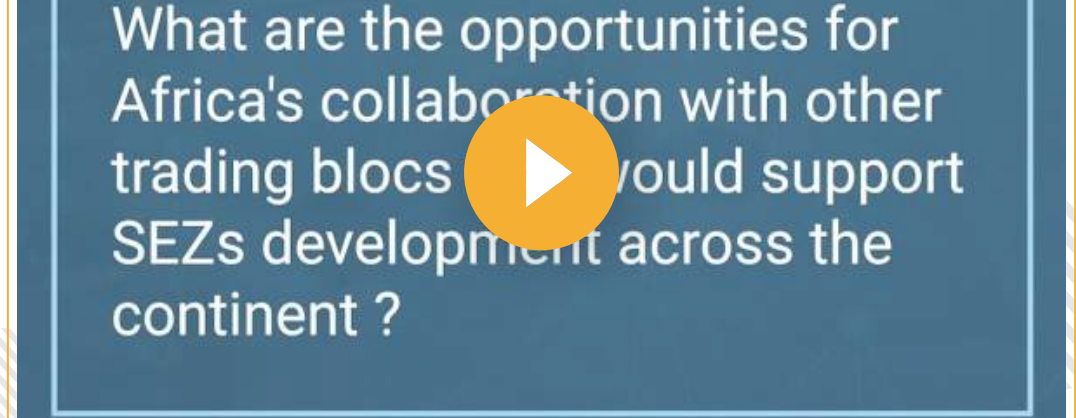 What are the opportunities for
Africa's collaboration with other
trading blocs would support
SEZs development across the
continent ?